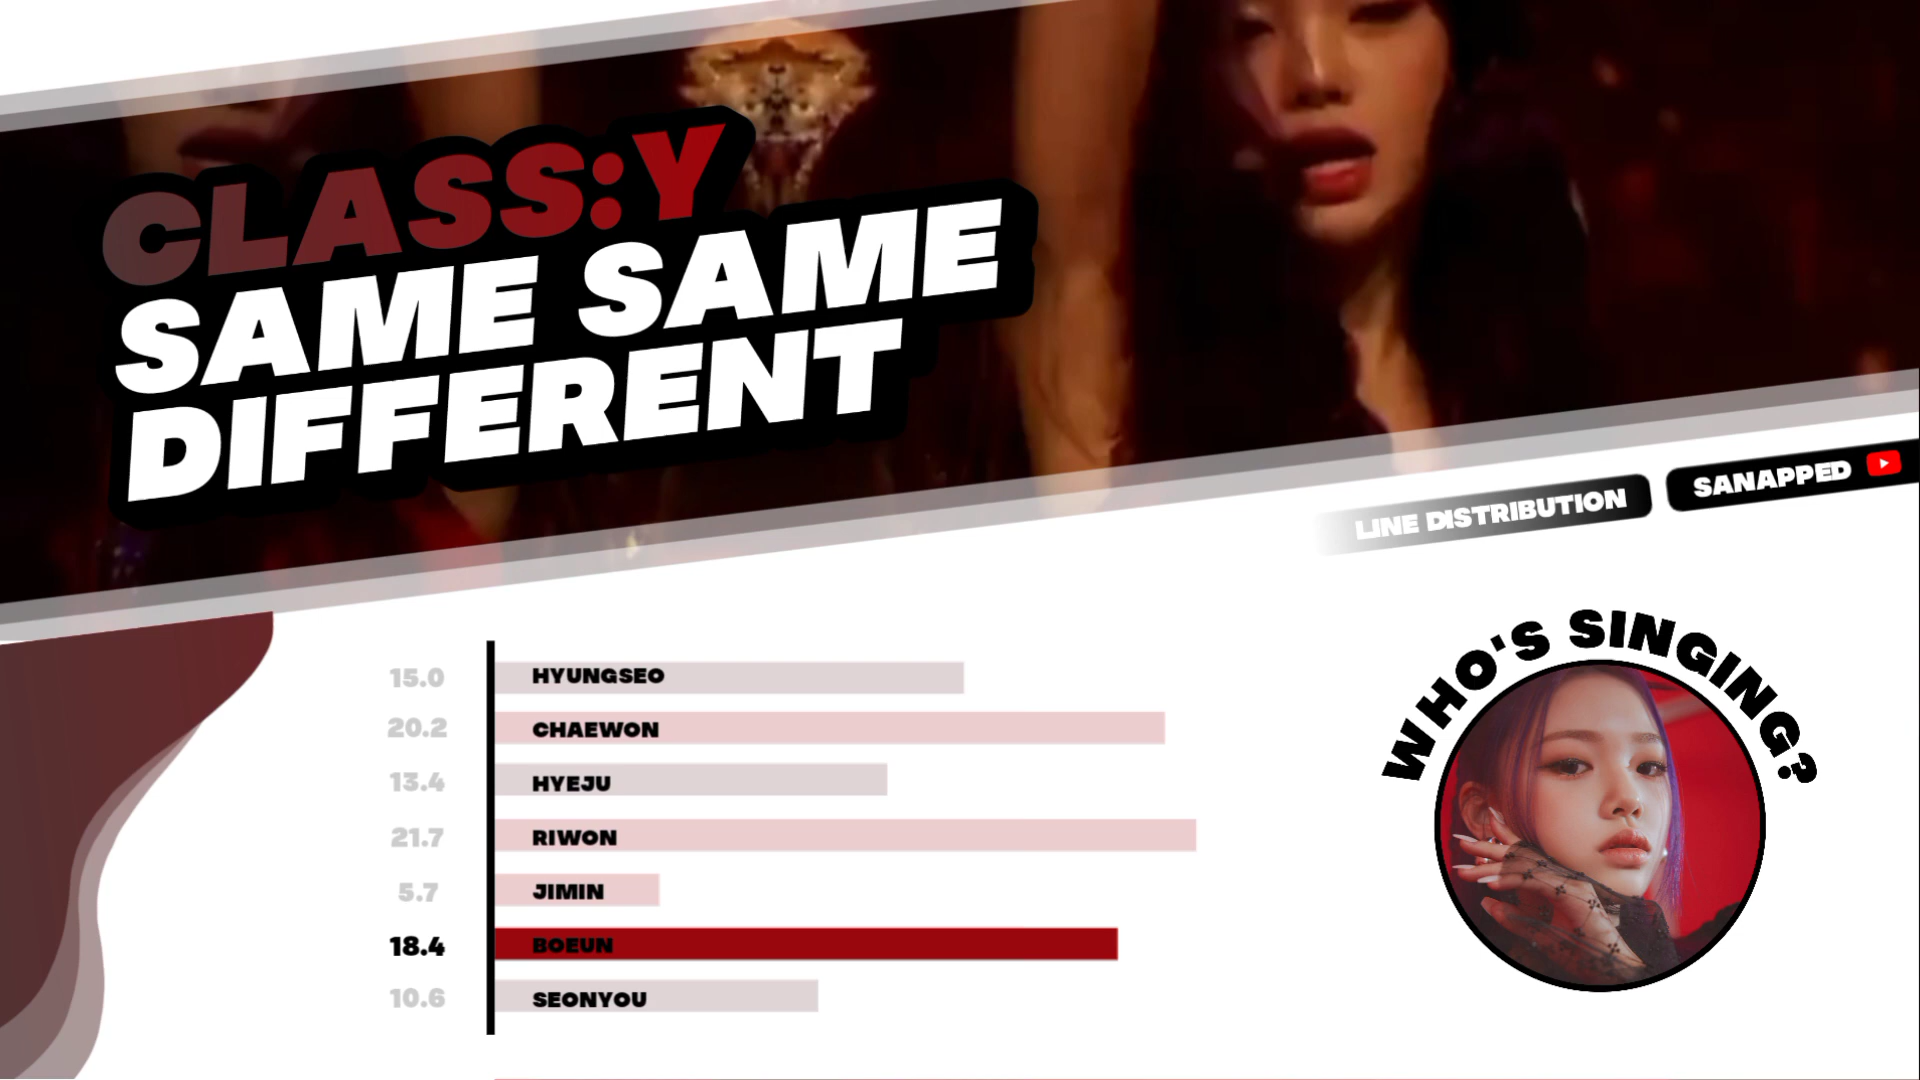 CLASS:Y
SAME SAME
DIFFERENT
LINE DISTRIBUTION
SANAPPED
WHO'S SINGING?
15.0 HYUNGSEO
20.2 CHAEWON
13.4 HYEJU
21.7 RIWON
5.7 JIMIN
18.4 BOEUN
10.6 SEONYOU